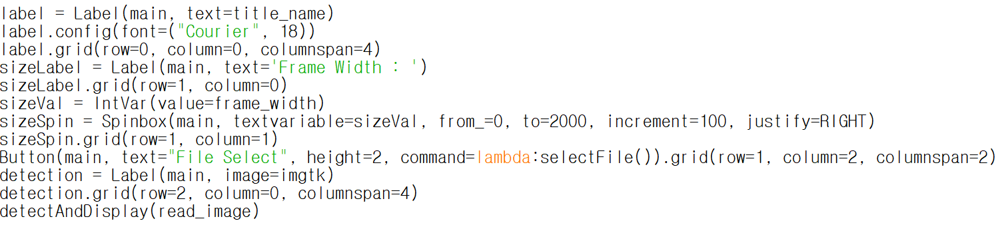 label = Label(main, text=title_name)
label.config(font=("Courier", 18))
label.grid(row=0, column=0, columnspan=4)
sizeLabel = Label(main, text='Frame Width : ')
sizeLabel.grid(row=1, column=0)
sizeVal = IntVar(value=frame_width)
sizeSpin = Spinbox(main, textvariable=sizeVal, from_=0, to=2000, increment=100, justify=RIGHT)
sizeSpin.grid(row=1, column=1)
Button(main, text="File Select", height=2, command=lambda:selectFile()).grid(row=1, column=2, columnspan=2)
detection = Label(main, image=imgtk)
detection.grid(row=2, column=0, columnspan=4)
detectAndDisplay(read_image)